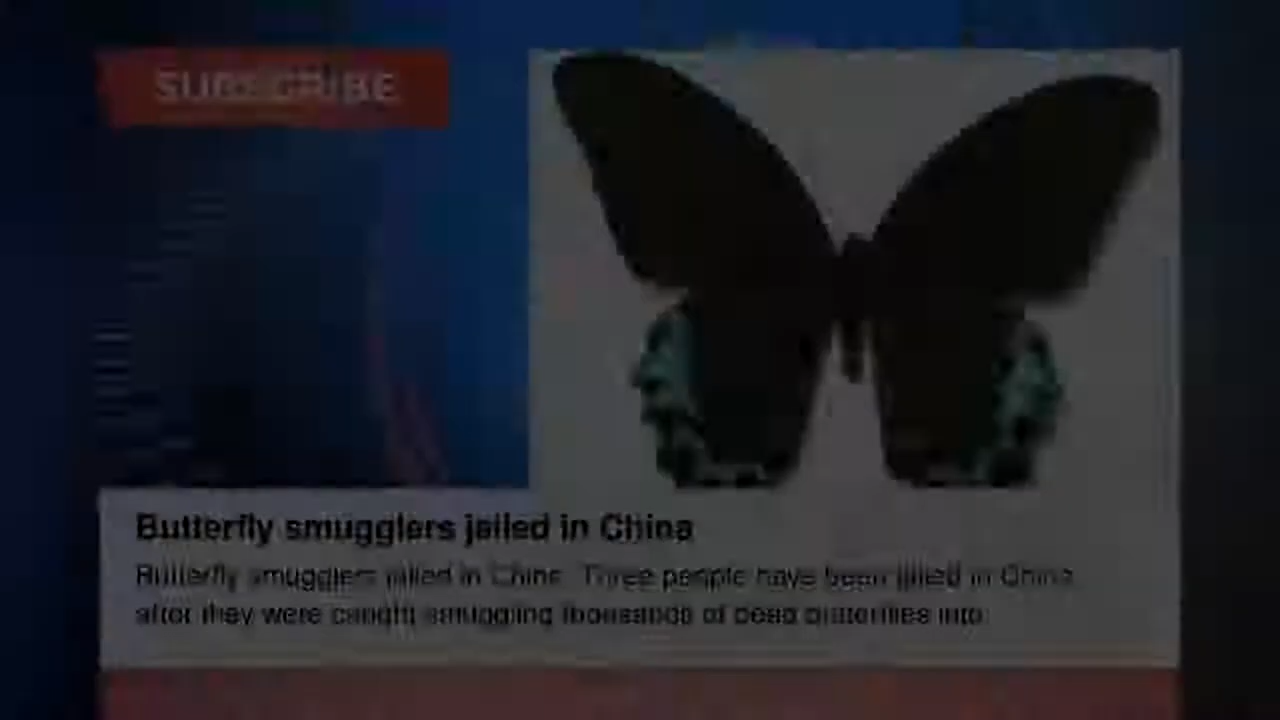 SUBSCRIBE
Butterfly smugglers jailed in China
Butterfly smugglers jailed in China. Three people have been jailed in China
after they were caught smuggling thousands of dead butterflies into